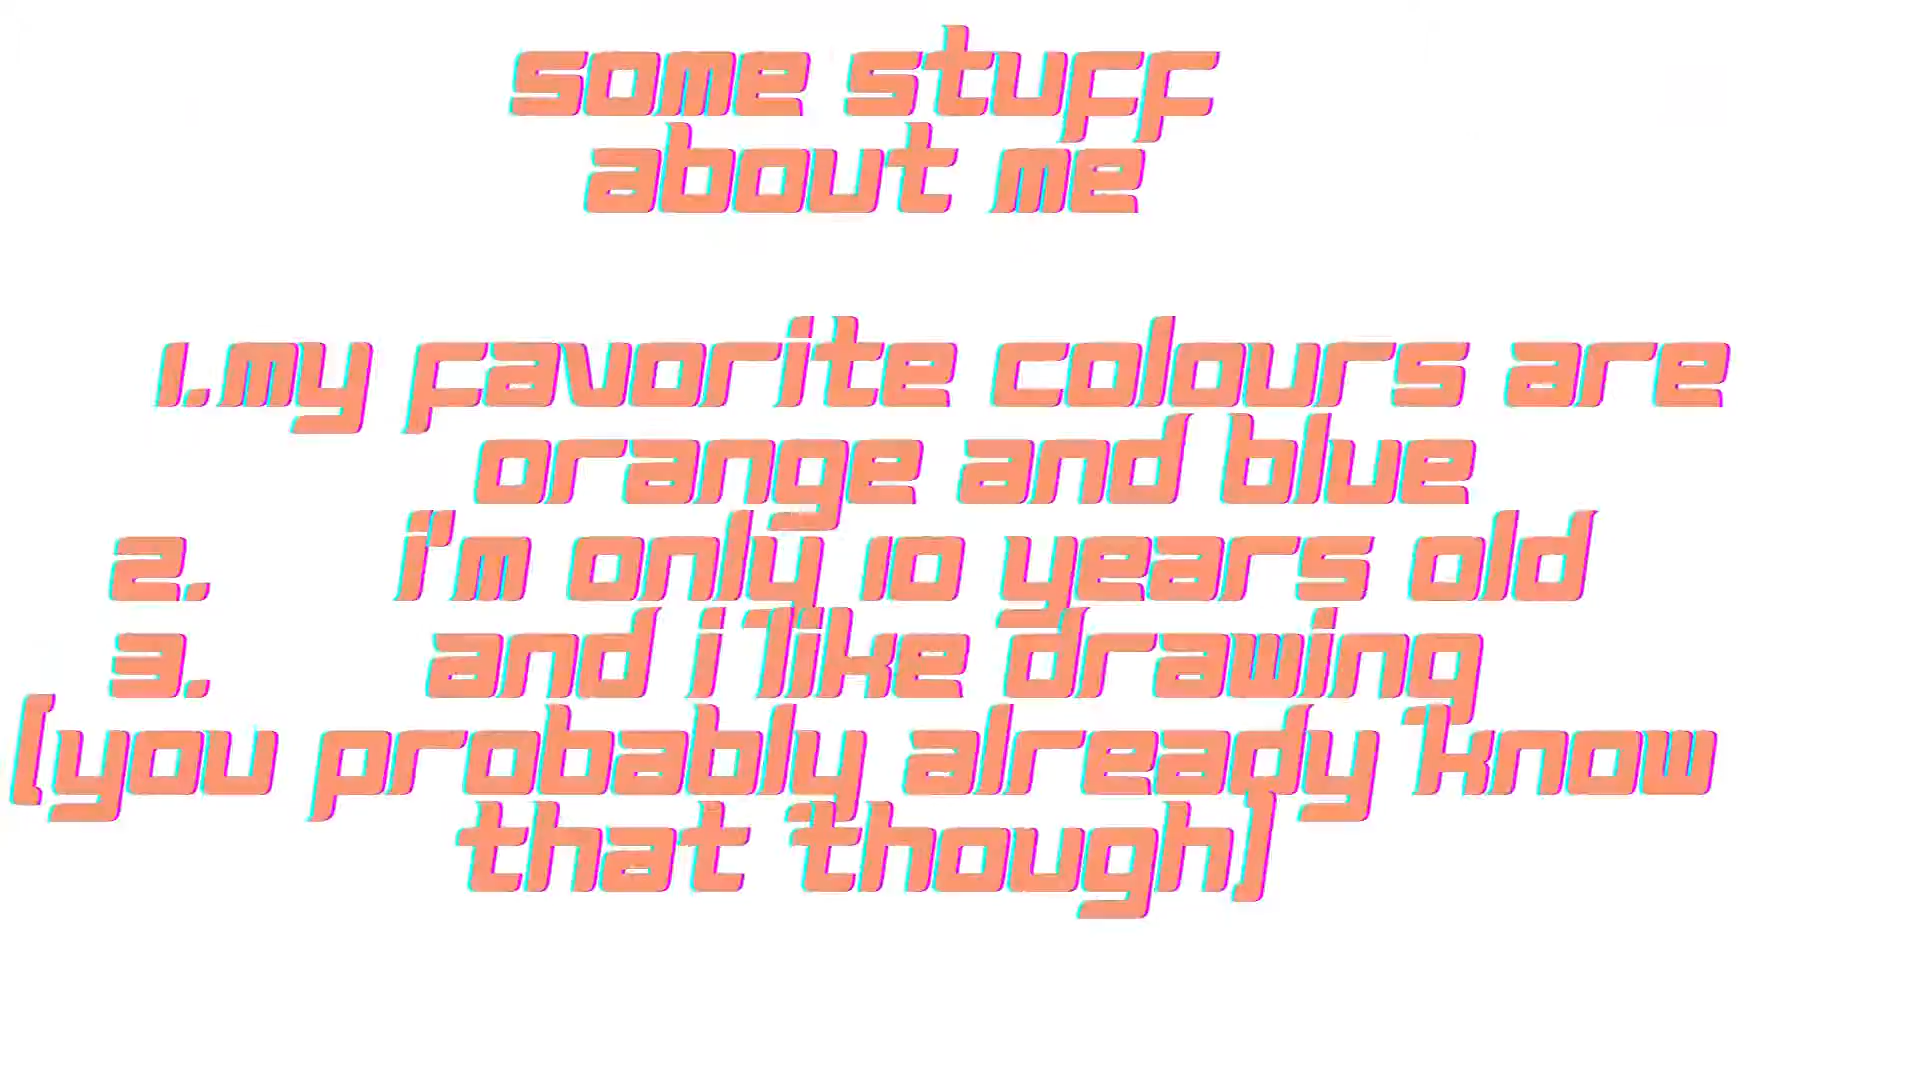 some stuff
about me
1.my favorite colours are
orange and blue
2. i'm only 10 years old
3. and i like drawing
[you probably already know
that though]